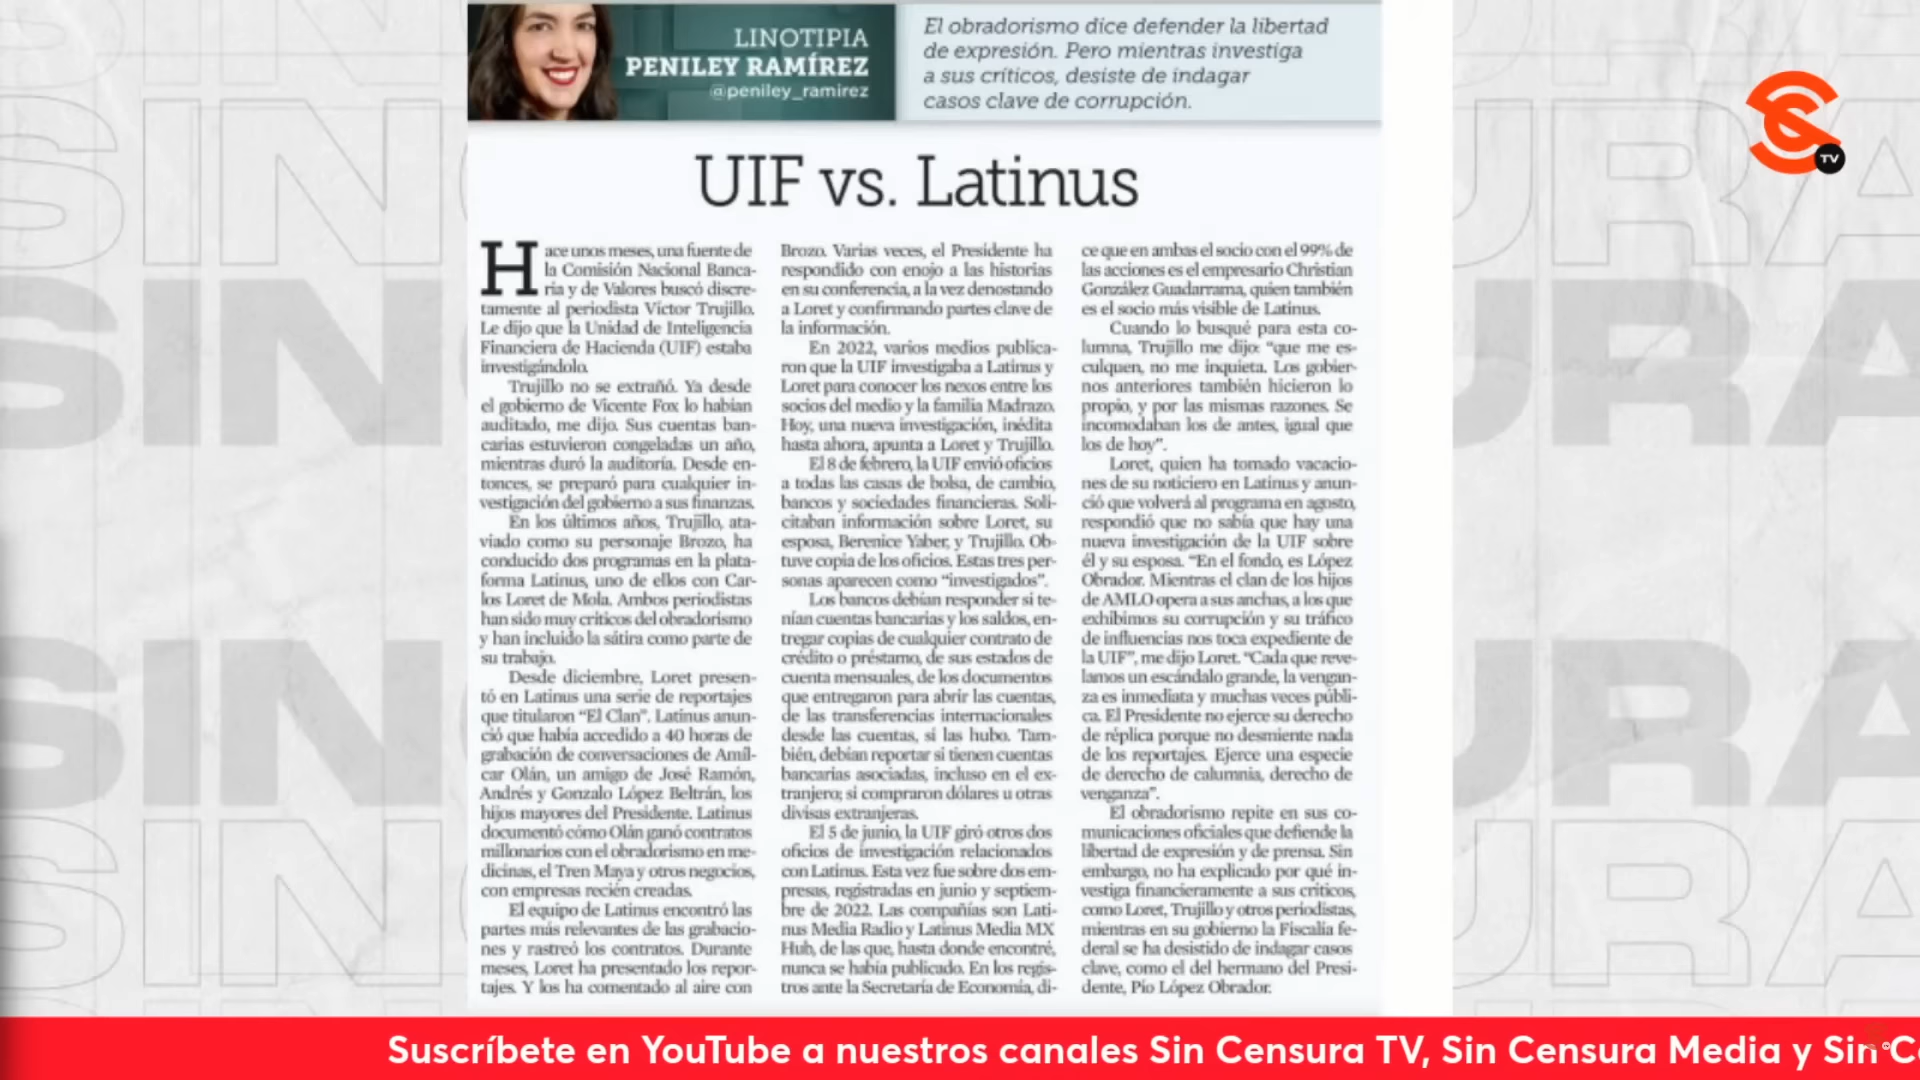 LINOTIPIA
PENILEY RAMÍREZ
@peniley_ramirez
El obradorismo dice defender la libertad
de expresión. Pero mientras investiga
a sus críticos, desiste de indagar
casos clave de corrupción.
UIF vs. Latinus
Hace unos meses, una fuente de
la Comisión Nacional Banca-
ria y de Valores buscó discre-
tamente al periodista Víctor Trujillo.
Le dijo que la Unidad de Inteligencia
Financiera de Hacienda (UIF) estaba
investigándolo.
Trujillo no se extrañó. Ya desde
el gobierno de Vicente Fox lo habían
auditado, me dijo. Sus cuentas ban-
carias estuvieron congeladas un año,
mientras duró la auditoría. Desde en-
tonces, se preparó para cualquier in-
vestigación del gobierno a sus finanzas.
En los últimos años, Trujillo, ata-
viado como su personaje Brozo, ha
conducido dos programas en la plata-
forma Latinus, uno de ellos con Car-
los Loret de Mola. Ambos periodistas
han sido muy críticos del obradorismo
y han incluido la sátira como parte de
su trabajo.
Desde diciembre, Loret presen-
tó en Latinus una serie de reportajes
que titularon “El Clan”. Latinus anun-
ció que había accedido a 40 horas de
grabación de conversaciones de Amíl-
car Olán, un amigo de José Ramón,
Andrés y Gonzalo López Beltrán, los
hijos mayores del Presidente. Latinus
documentó cómo Olán ganó contratos
millonarios con el obradorismo en me-
dicinas, el Tren Maya y otros negocios,
con empresas recién creadas.
El equipo de Latinus encontró las
partes más relevantes de las grabacio-
nes y rastreó los contratos. Durante
meses, Loret ha presentado los repor-
tajes. Y los ha comentado al aire con
Brozo. Varias veces, el Presidente ha
respondido con enojo a las historias
en su conferencia, a la vez denostando
a Loret y confirmando partes clave de
la información.
En 2022, varios medios publica-
ron que la UIF investigaba a Latinus y
Loret para conocer los nexos entre los
socios del medio y la familia Madrazo.
Hoy, una nueva investigación, inédita
hasta ahora, apunta a Loret y Trujillo.
El 8 de febrero, la UIF envió oficios
a todas las casas de bolsa, de cambio,
bancos y sociedades financieras. Soli-
citaban información sobre Loret, su
esposa, Berenice Yaber, y Trujillo. Ob-
tuve copia de los oficios. Estas tres per-
sonas aparecen como “investigados”.
Los bancos debían responder si te-
nían cuentas bancarias y los saldos, en-
tregar copias de cualquier contrato de
crédito o préstamo, de sus estados de
cuenta mensuales, de los documentos
que entregaron para abrir las cuentas,
de las transferencias internacionales
desde las cuentas, si las hubo. Tam-
bién, debían reportar si tienen cuentas
bancarias asociadas, incluso en el ex-
tranjero; si compraron dólares u otras
divisas extranjeras.
El 5 de junio, la UIF giró otros dos
oficios de investigación relacionados
con Latinus. Esta vez fue sobre dos em-
presas, registradas en junio y septiem-
bre de 2022. Las compañías son Lati-
nus Media Radio y Latinus Media MX
Hub, de las que, hasta donde encontré,
nunca se había publicado. En los regis-
tros ante la Secretaría de Economía, di-
ce que en ambas el socio con el 99% de
las acciones es el empresario Christian
González Guadarrama, quien también
es el socio más visible de Latinus.
Cuando lo busqué para esta co-
lumna, Trujillo me dijo: “que me es-
culquen, no me inquieta. Los gobier-
nos anteriores también hicieron lo
propio, y por las mismas razones. Se
incomodaban los de antes, igual que
los de hoy”.
Loret, quien ha tomado vacacio-
nes de su noticiero en Latinus y anun-
ció que volverá al programa en agosto,
respondió que no sabía que hay una
nueva investigación de la UIF sobre
él y su esposa. “En el fondo, es López
Obrador. Mientras el clan de los hijos
de AMLO opera a sus anchas, a los que
exhibimos su corrupción y su tráfico
de influencias nos toca expediente de
la UIF”, me dijo Loret. “Cada que reve-
lamos un escándalo grande, la vengan-
za es inmediata y muchas veces públi-
ca. El Presidente no ejerce su derecho
de réplica porque no desmiente nada
de los reportajes. Ejerce una especie
de derecho de calumnia, derecho de
venganza”.
El obradorismo repite en sus co-
municaciones oficiales que defiende la
libertad de expresión y de prensa. Sin
embargo, no ha explicado por qué in-
vestiga financieramente a sus críticos,
como Loret, Trujillo y otros periodistas,
mientras en su gobierno la Fiscalía fe-
deral se ha desistido de indagar casos
clave, como el del hermano del Presi-
dente, Pío López Obrador.
TV
SIN
URA
SIN
URA
SIN
URA
SIN
URA
Suscríbete en YouTube a nuestros canales Sin Censura TV, Sin Censura Media y Sin C